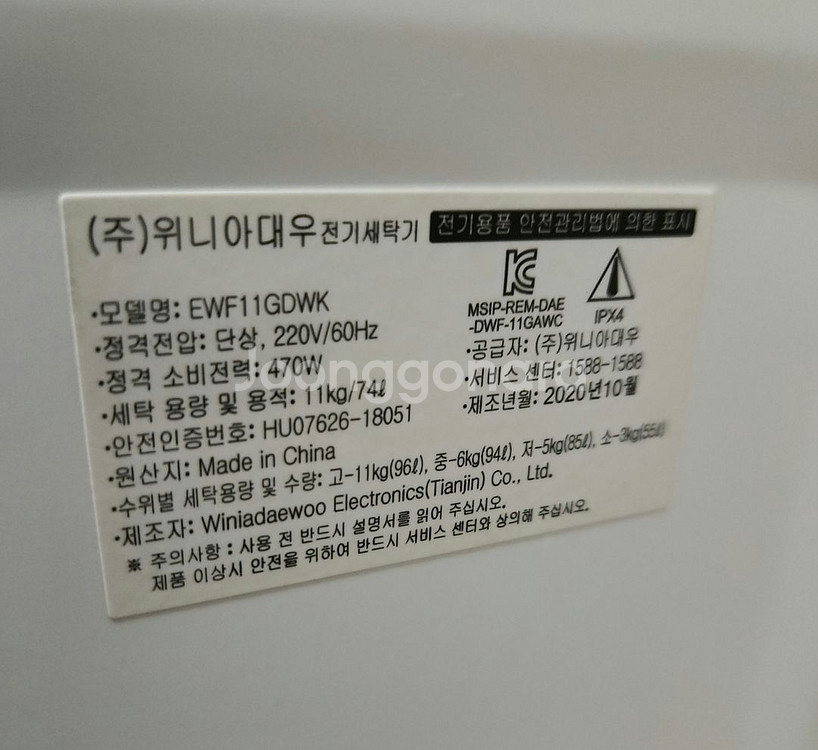 (주)위니아대우전기세탁기 전기용품 안전관리법에 의한 표시
·모델명: EWF11GDWK
·정격전압: 단상, 220V/60Hz
·정격 소비전력: 470W
·세탁 용량 및 용적: 11kg/74ℓ
·안전인증번호: HU07626-18051
·원산지: Made in China
MSIP-REM-DAE
-DWF-11GAWC
IPX4
·공급자: (주)위니아대우
·서비스 센터: 1588-1588
·제조년월: 2020년10월
·수위별 세탁용량 및 수량: 고-11kg(96ℓ), 중-6kg(94ℓ), 저-5kg(85ℓ), 소-3kg(55ℓ)
·제조자: Winiadaewoo Electronics(Tianjin) Co., Ltd.
※ 주의사항 : 사용 전 반드시 설명서를 읽어 주십시오.
제품 이상시 안전을 위하여 반드시 서비스 센터와 상의해 주십시오.
Joonggonara